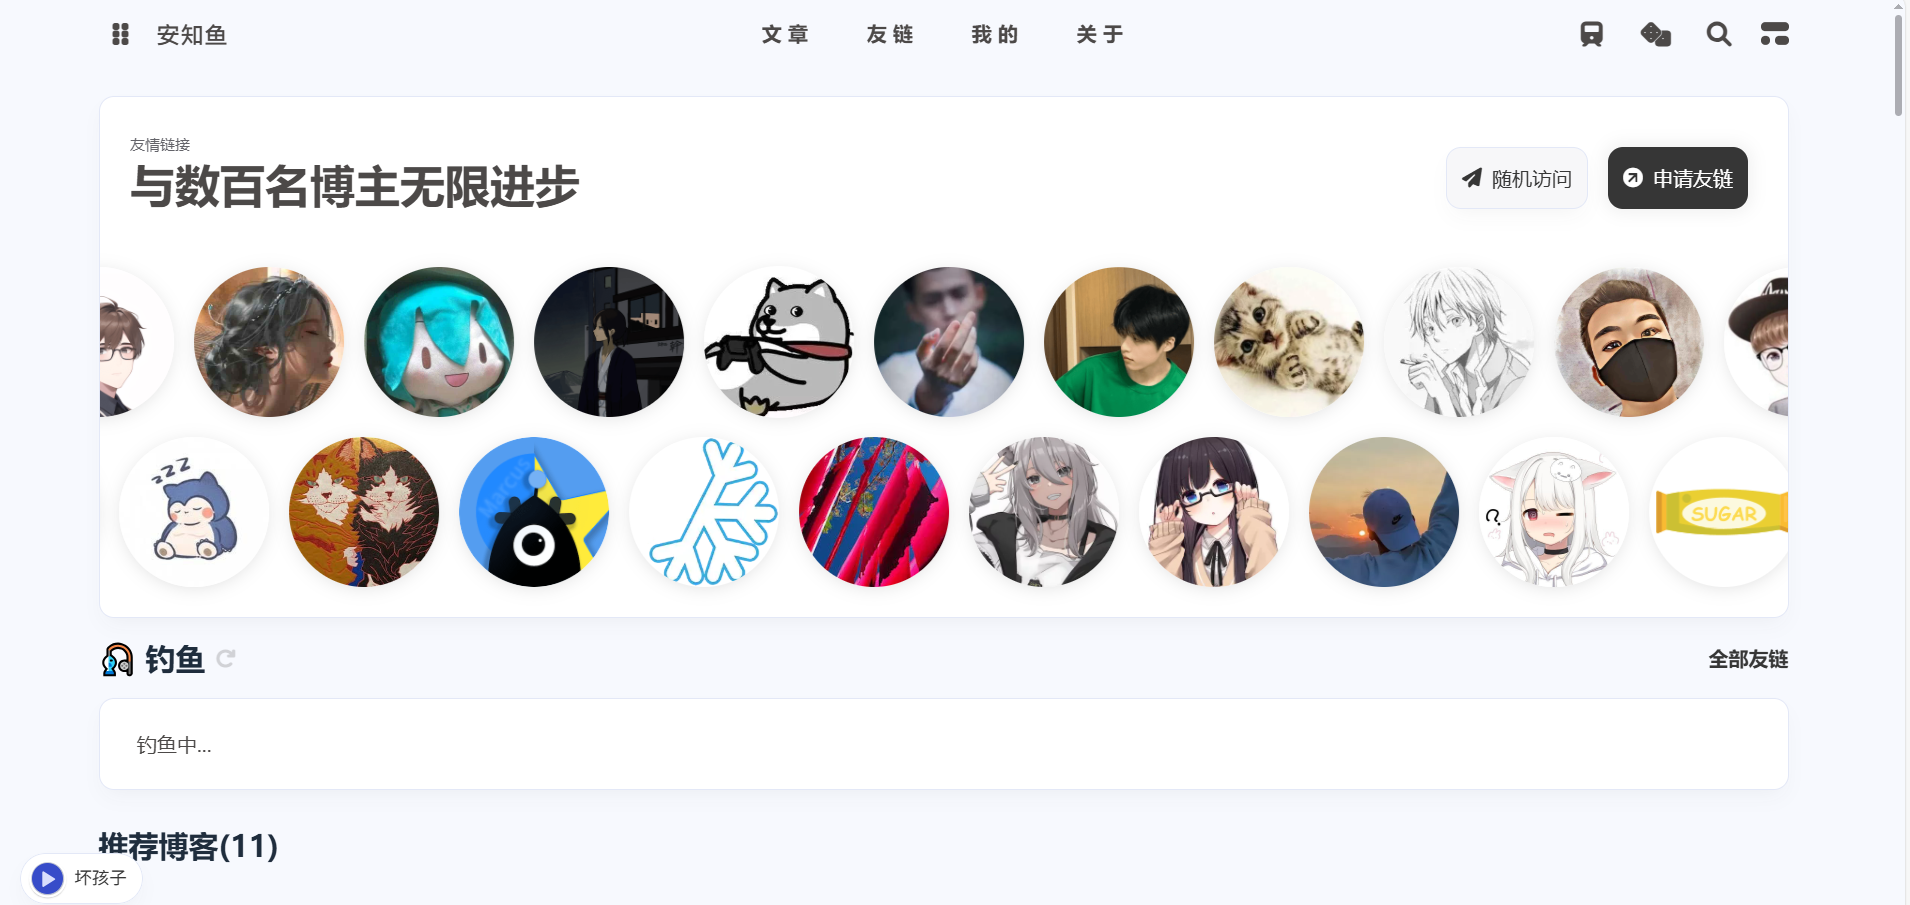 安知鱼
文章
友链
我的
关于
友情链接
与数百名博主无限进步
随机访问
申请友链
zzz
Marcus
?
SUGAR
钓鱼
全部友链
钓鱼中...
推荐博客(11)
坏孩子